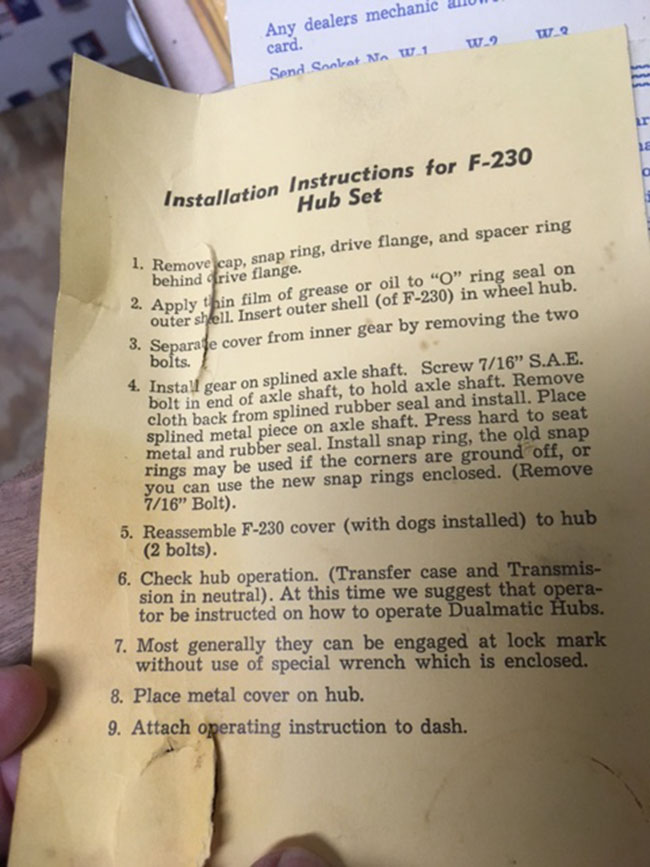 Any dealers mechanic
card.
Send Socket No. W-1 W-2 W-3
Installation Instructions for F-230
Hub Set
1. Remove cap, snap ring, drive flange, and spacer ring
behind drive flange.
2. Apply thin film of grease or oil to “O” ring seal on
outer shell. Insert outer shell (of F-230) in wheel hub.
3. Separate cover from inner gear by removing the two
bolts.
4. Install gear on splined axle shaft. Screw 7/16” S.A.E.
bolt in end of axle shaft, to hold axle shaft. Remove
cloth back from splined rubber seal and install. Place
splined metal piece on axle shaft. Press hard to seat
metal and rubber seal. Install snap ring, the old snap
rings may be used if the corners are ground off, or
you can use the new snap rings enclosed. (Remove
7/16” Bolt).
5. Reassemble F-230 cover (with dogs installed) to hub
(2 bolts).
6. Check hub operation. (Transfer case and Transmis-
sion in neutral). At this time we suggest that opera-
tor be instructed on how to operate Dualmatic Hubs.
7. Most generally they can be engaged at lock mark
without use of special wrench which is enclosed.
8. Place metal cover on hub.
9. Attach operating instruction to dash.